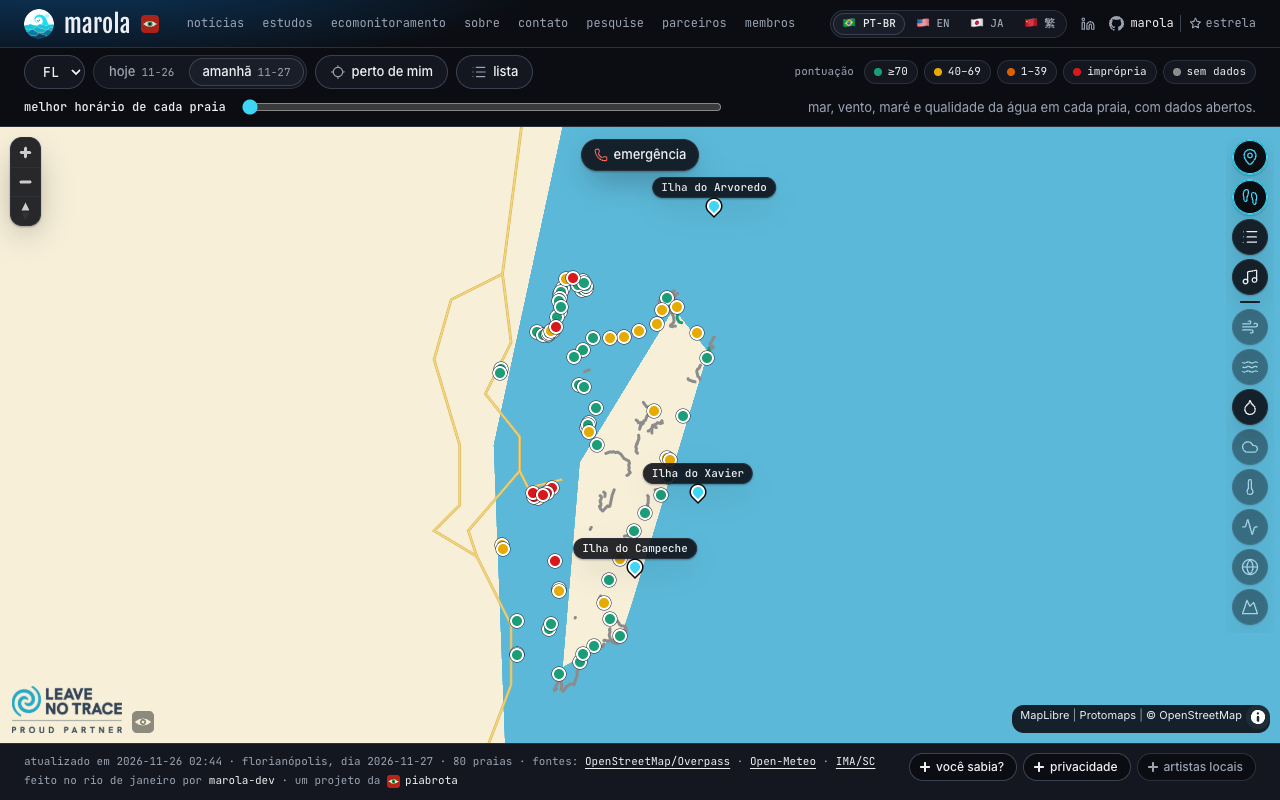 marola
notícias estudos ecomonitoramento sobre contato pesquise parceiros membros
PT-BR EN JA 繁
marola estrela
FL hoje 11-26 amanhã 11-27 perto de mim lista
pontuação ≥70 40–69 1–39 imprópria sem dados
melhor horário de cada praia
mar, vento, maré e qualidade da água em cada praia, com dados abertos.
emergência
Ilha do Arvoredo
Ilha do Xavier
Ilha do Campeche
LEAVE
NO TRACE
PROUD PARTNER
MapLibre | Protomaps | © OpenStreetMap
atualizado em 2026-11-26 02:44 · florianópolis, dia 2026-11-27 · 80 praias · fontes: OpenStreetMap/Overpass · Open-Meteo · IMA/SC
feito no rio de janeiro por marola-dev · um projeto da piabrota
você sabia? privacidade artistas locais